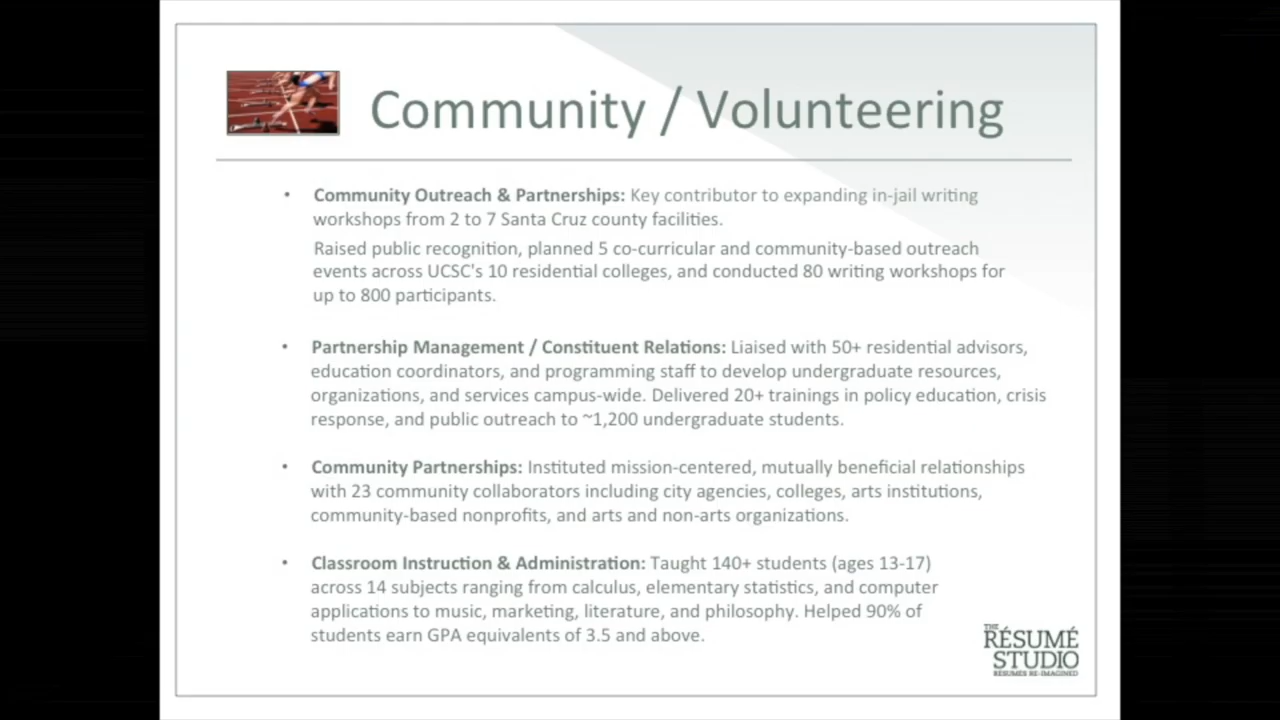 Community / Volunteering
• Community Outreach & Partnerships: Key contributor to expanding in-jail writing
workshops from 2 to 7 Santa Cruz county facilities.
Raised public recognition, planned 5 co-curricular and community-based outreach
events across UCSC's 10 residential colleges, and conducted 80 writing workshops for
up to 800 participants.
• Partnership Management / Constituent Relations: Liaised with 50+ residential advisors,
education coordinators, and programming staff to develop undergraduate resources,
organizations, and services campus-wide. Delivered 20+ trainings in policy education, crisis
response, and public outreach to ~1,200 undergraduate students.
• Community Partnerships: Instituted mission-centered, mutually beneficial relationships
with 23 community collaborators including city agencies, colleges, arts institutions,
community-based nonprofits, and arts and non-arts organizations.
• Classroom Instruction & Administration: Taught 140+ students (ages 13-17)
across 14 subjects ranging from calculus, elementary statistics, and computer
applications to music, marketing, literature, and philosophy. Helped 90% of
students earn GPA equivalents of 3.5 and above.
THE
RÉSUMÉ
STUDIO
RÉSUMÉS RE-IMAGINED